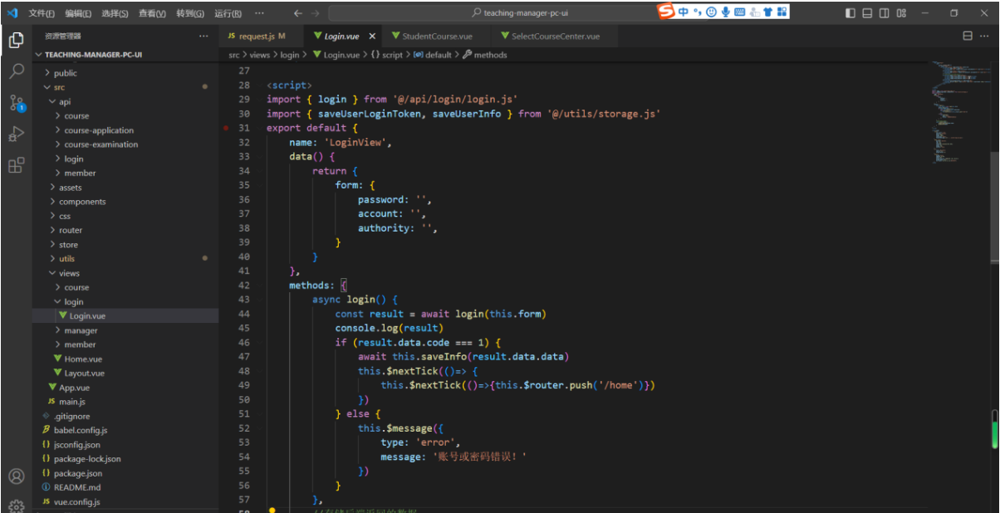 文件(F) 编辑(E) 选择(S) 查看(V) 转到(G) 运行(R) ··· teaching-manager-pc-ui 中
资源管理器 ···
JS request.js M Login.vue × StudentCourse.vue SelectCourseCenter.vue ···
TEACHING-MANAGER-PC-UI
src > views > login > Login.vue > {} script > default > methods
public
src
api
course
course-application
course-examination
login
member
assets
components
css
router
store
utils
views
course
login
Login.vue
manager
member
Home.vue
Layout.vue
App.vue
JS main.js
.gitignore
babel.config.js
{} jsconfig.json
{} package-lock.json
{} package.json
README.md
JS vue.config.js
1
27
28 <script>
29 import { login } from '@/api/login/login.js'
30 import { saveUserLoginToken, saveUserInfo } from '@/utils/storage.js'
31 export default {
32 name: 'LoginView',
33 data() {
34 return {
35 form: {
36 password: '',
37 account: '',
38 authority: '',
39 }
40 }
41 },
42 methods: {
43 async login() {
44 const result = await login(this.form)
45 console.log(result)
46 if (result.data.code === 1) {
47 await this.saveInfo(result.data.data)
48 this.$nextTick(()=> {
49 this.$nextTick(()=>{this.$router.push('/home')})
50 })
51 } else {
52 this.$message({
53 type: 'error',
54 message: '账号或密码错误！'
55 })
56 }
57 },